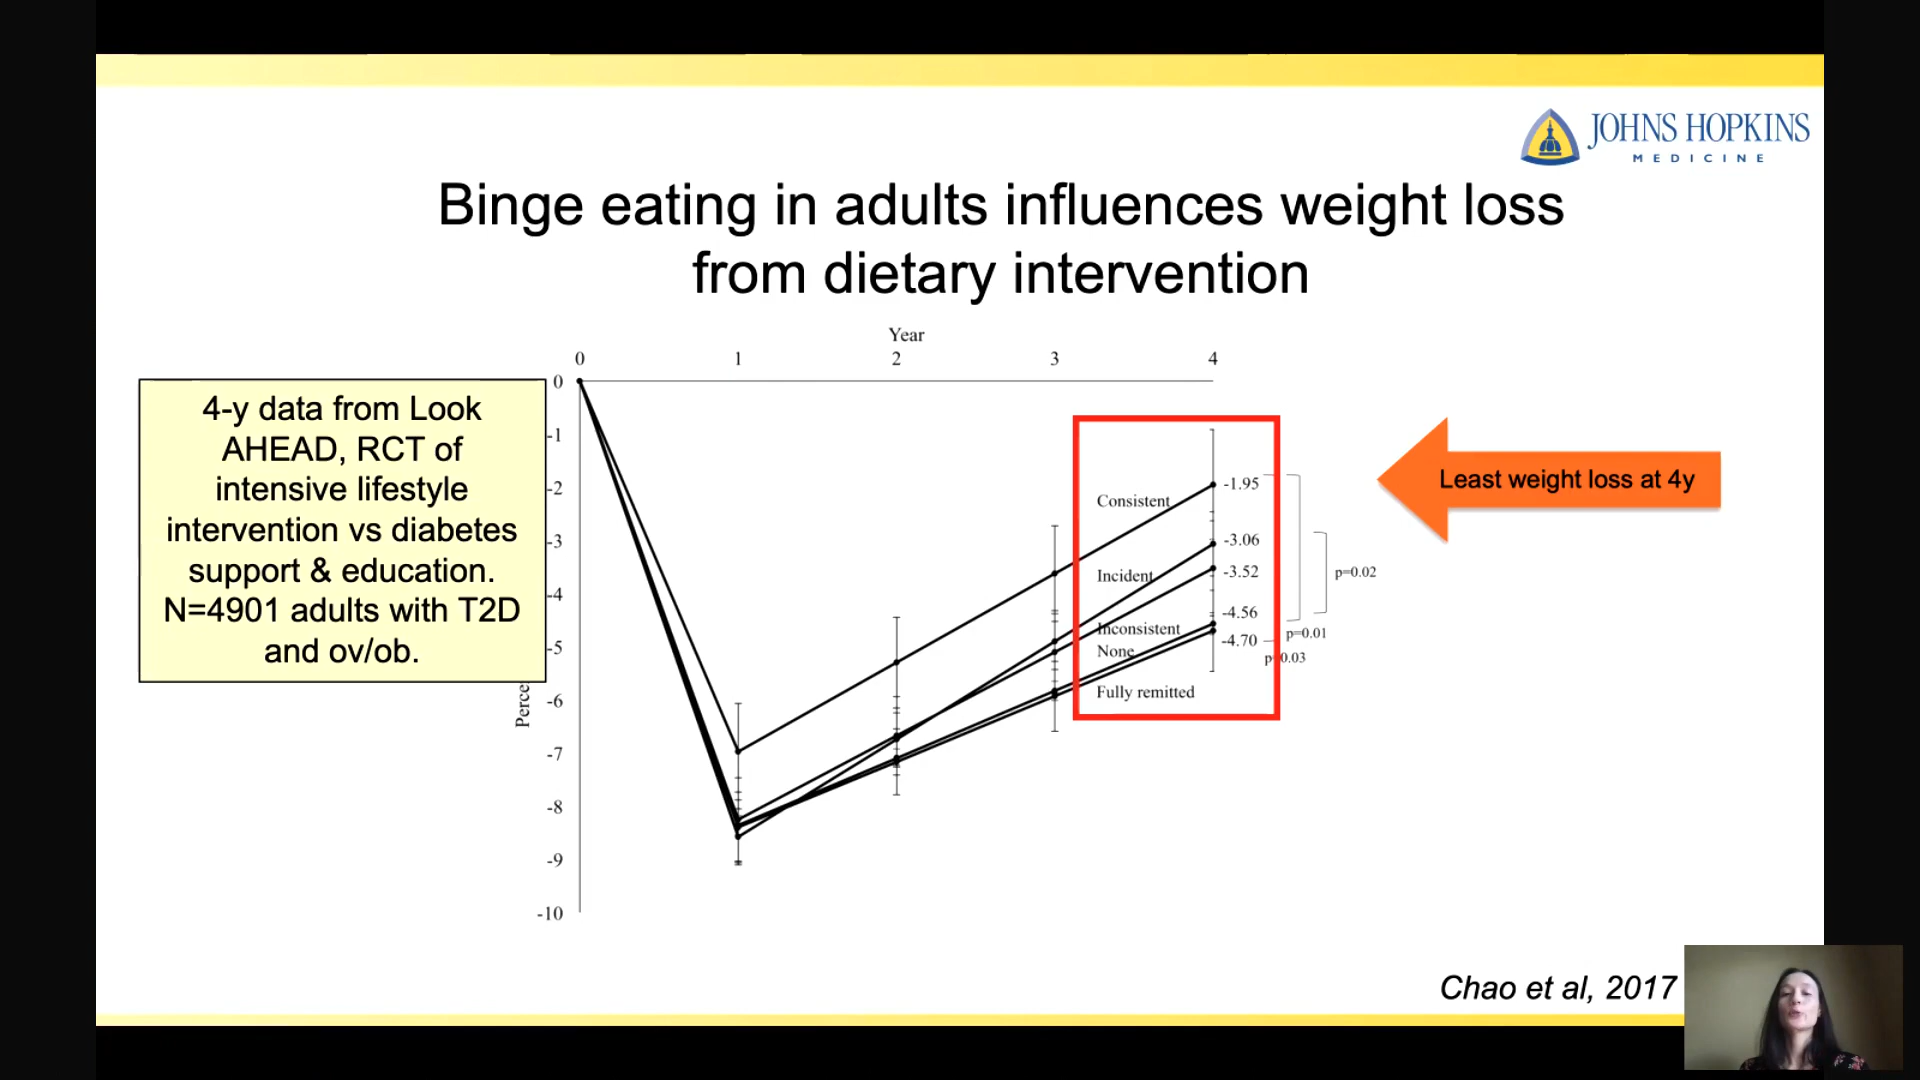 JOHNS HOPKINS
MEDICINE
Binge eating in adults influences weight loss
from dietary intervention
4-y data from Look
AHEAD, RCT of
intensive lifestyle
intervention vs diabetes
support & education.
N=4901 adults with T2D
and ov/ob.
Year
0 1 2 3 4
0
-1
-2
-3
-4
-5
-6
-7
-8
-9
-10
Consistent
Incident
Inconsistent
None
Fully remitted
-1.95
-3.06
-3.52
-4.56
-4.70
p=0.02
p=0.01
p=0.03
Least weight loss at 4y
Chao et al, 2017